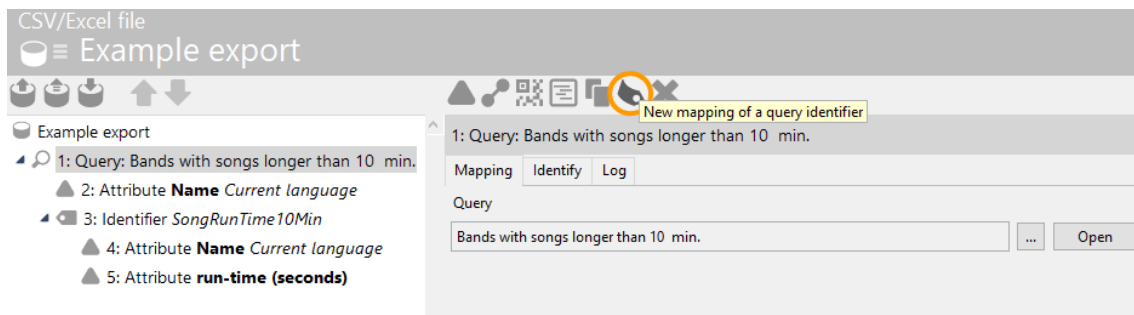 CSV/Excel file
Example export
New mapping of a query identifier
Example export
1: Query: Bands with songs longer than 10 min.
2: Attribute Name Current language
3: Identifier SongRunTime10Min
4: Attribute Name Current language
5: Attribute run-time (seconds)
1: Query: Bands with songs longer than 10 min.
Mapping Identify Log
Query
Bands with songs longer than 10 min. ... Open